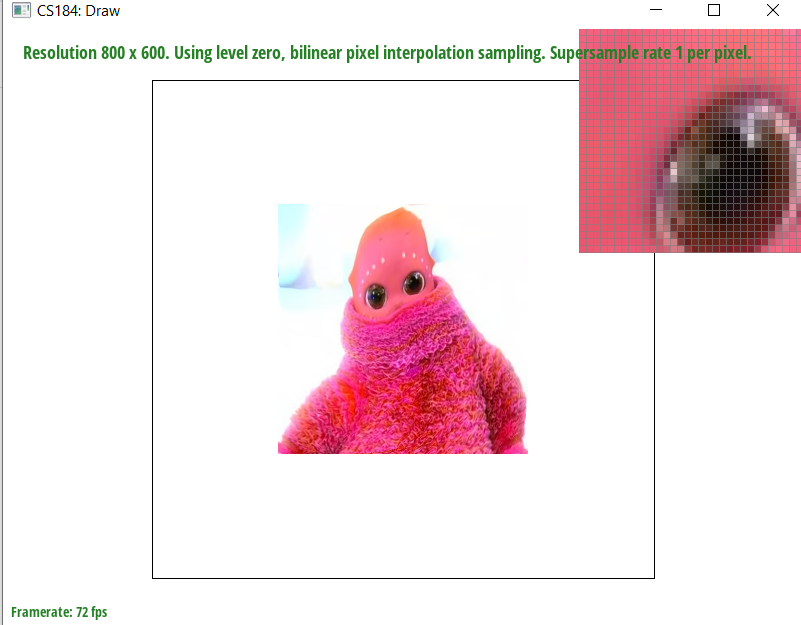 CS184: Draw
Resolution 800 x 600. Using level zero, bilinear pixel interpolation sampling. Supersample rate 1 per pixel.
Framerate: 72 fps